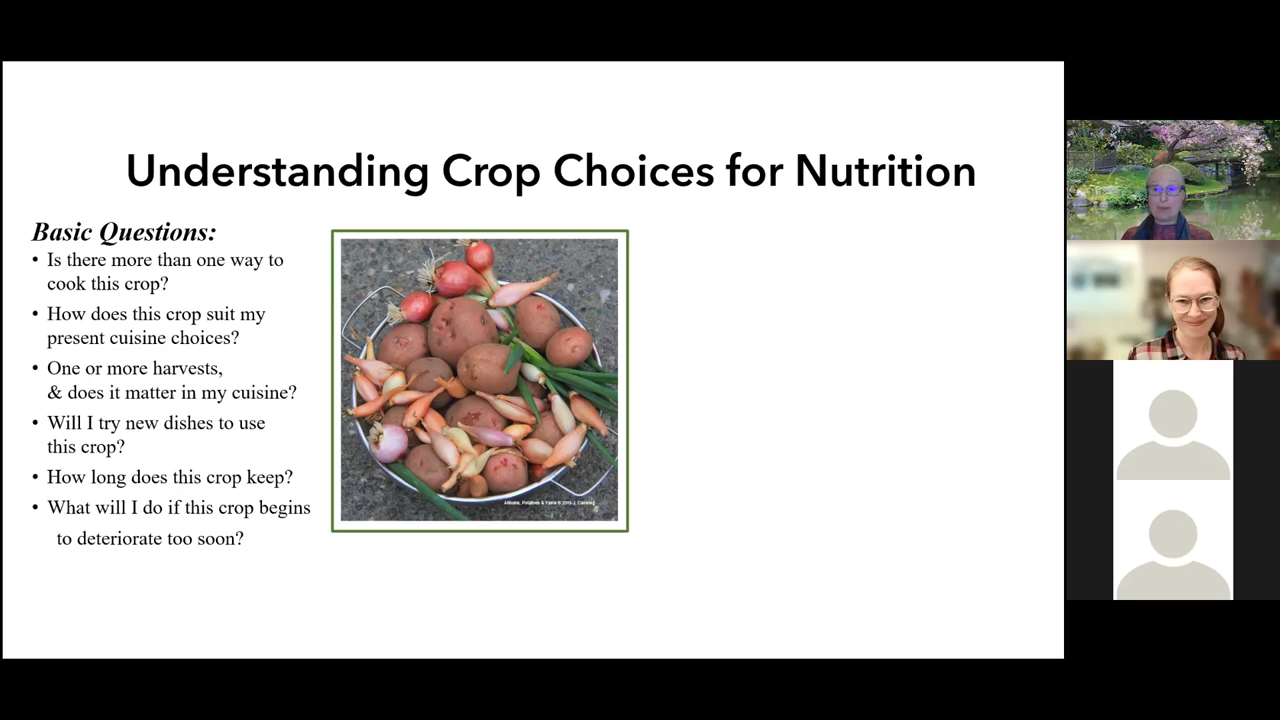 Understanding Crop Choices for Nutrition
Basic Questions:
• Is there more than one way to
cook this crop?
• How does this crop suit my
present cuisine choices?
• One or more harvests,
& does it matter in my cuisine?
• Will I try new dishes to use
this crop?
• How long does this crop keep?
• What will I do if this crop begins
to deteriorate too soon?
Potatoes &